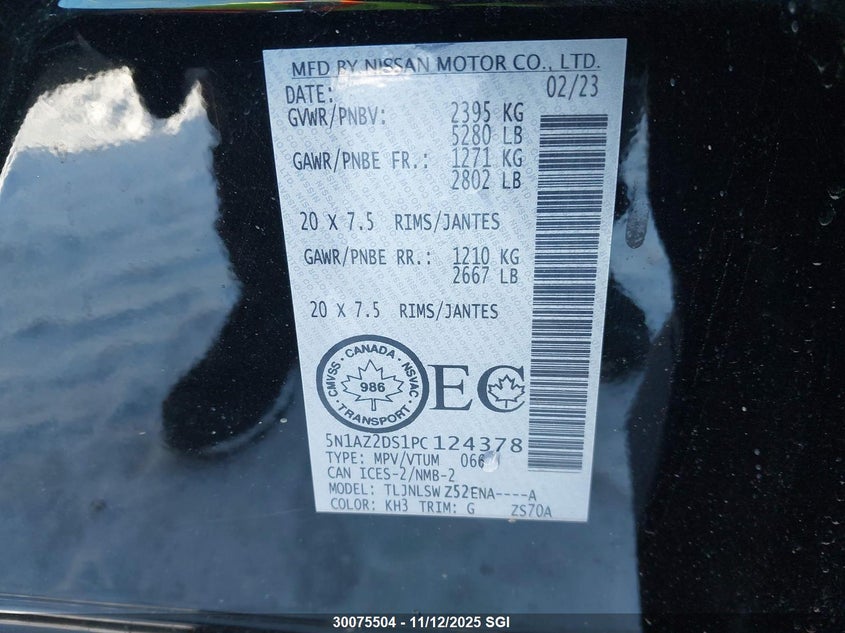 MFD BY NISSAN MOTOR CO., LTD.
DATE: 02/23
GVWR/PNBV: 2395 KG
5280 LB
GAWR/PNBE FR.: 1271 KG
2802 LB
20 X 7.5 RIMS/JANTES
GAWR/PNBE RR.: 1210 KG
2667 LB
20 X 7.5 RIMS/JANTES
CMVSS · CANADA · NSVAC · TRANSPORT ·
986
EC
5N1AZ2DS1PC124378
TYPE: MPV/VTUM
CAN ICES-2/NMB-2
MODEL: TLJNLSW Z52ENA----A
COLOR: KH3 TRIM: G ZS70A
30075504 - 11/12/2025 SGI